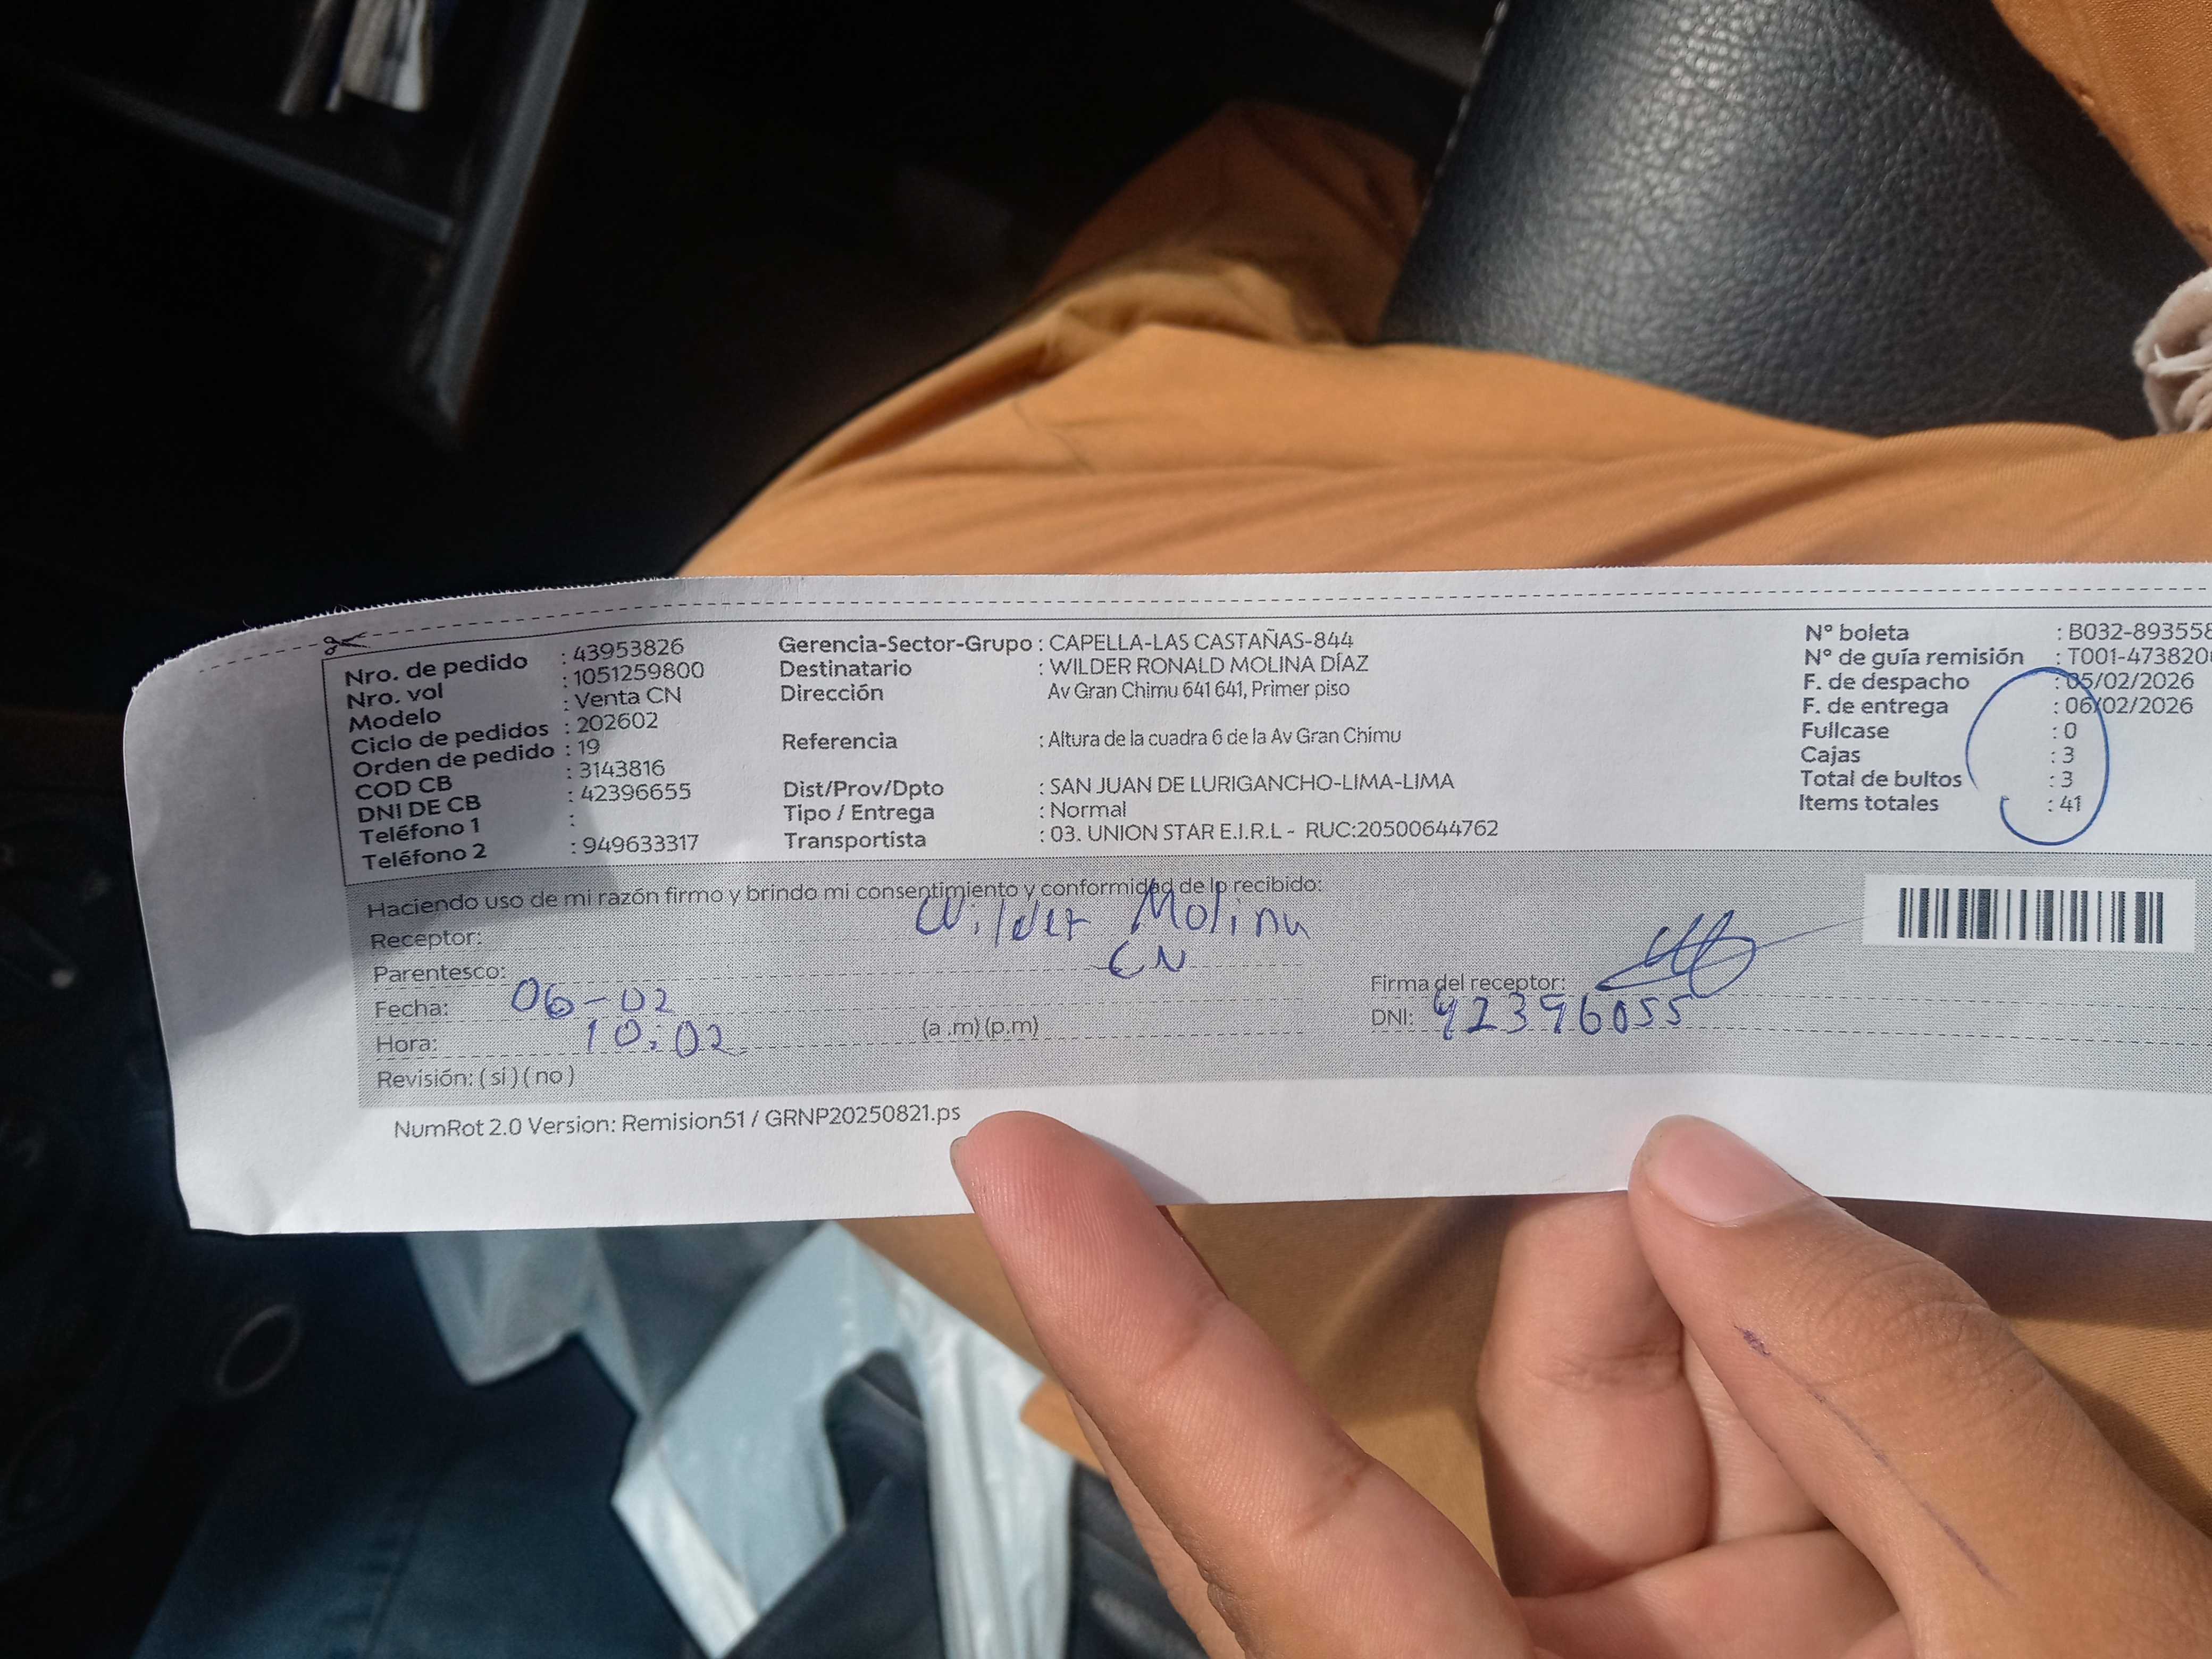 Nro. de pedido : 43953826
Nro. vol : 1051259800
Modelo : Venta CN
Ciclo de pedidos : 202602
Orden de pedido : 19
COD CB : 3143816
DNI DE CB : 42396655
Teléfono 1 :
Teléfono 2 : 949633317
Gerencia-Sector-Grupo : CAPELLA-LAS CASTAÑAS-844
Destinatario : WILDER RONALD MOLINA DÍAZ
Dirección Av Gran Chimu 641 641, Primer piso
Referencia : Altura de la cuadra 6 de la Av Gran Chimu
Dist/Prov/Dpto : SAN JUAN DE LURIGANCHO-LIMA-LIMA
Tipo / Entrega : Normal
Transportista : 03. UNION STAR E.I.R.L - RUC:20500644762
N° boleta : B032-893558
N° de guía remisión : T001-473820
F. de despacho : 05/02/2026
F. de entrega : 06/02/2026
Fullcase : 0
Cajas : 3
Total de bultos : 3
Items totales : 41
Haciendo uso de mi razón firmo y brindo mi consentimiento y conformidad de lo recibido:
Receptor: Wilder Molina
Parentesco: CN
Fecha: 06-02
Hora: 10:02 (a .m) (p.m)
Revisión: ( si ) ( no )
Firma del receptor:
DNI: 42396055
NumRot 2.0 Version: Remision51 / GRNP20250821.ps